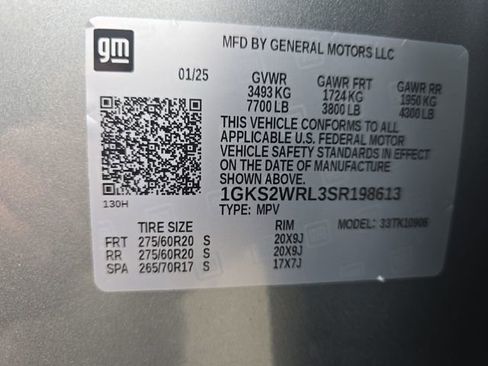 gm
MFD BY GENERAL MOTORS LLC
01/25 GVWR GAWR FRT GAWR RR
3493 KG 1724 KG 1950 KG
7700 LB 3800 LB 4300 LB
THIS VEHICLE CONFORMS TO ALL
APPLICABLE U.S. FEDERAL MOTOR
VEHICLE SAFETY STANDARDS IN EFFECT
ON THE DATE OF MANUFACTURE
SHOWN ABOVE.
130H
1GKS2WRL3SR198613
TYPE: MPV MODEL: 33TK10906
TIRE SIZE RIM
FRT 275/60R20 S 20X9J
RR 275/60R20 S 20X9J
SPA 265/70R17 S 17X7J